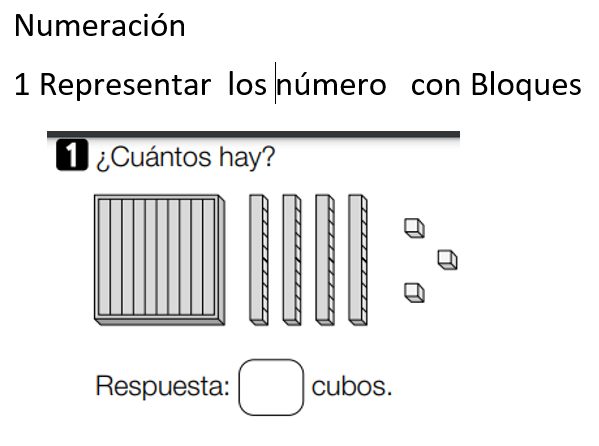 Numeración
1 Representar los número con Bloques
1 ¿Cuántos hay?
Respuesta: cubos.